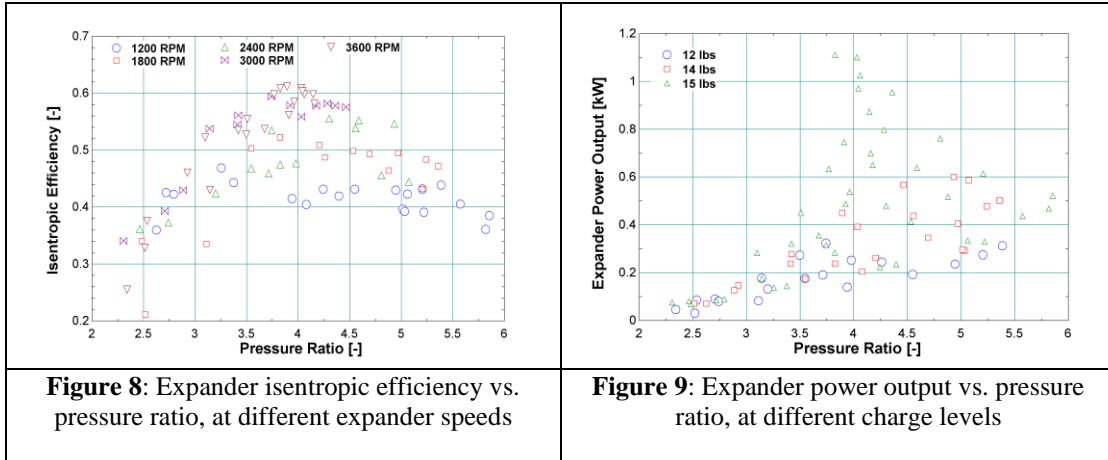 0.7
1200 RPM
2400 RPM
3600 RPM
1800 RPM
3000 RPM
0.6
0.5
0.4
0.3
0.2
Isentropic Efficiency [-]
2
2.5
3
3.5
4
4.5
5
5.5
6
Pressure Ratio [-]
1.2
12 lbs
14 lbs
15 lbs
1
0.8
0.6
0.4
0.2
0
Expander Power Output [kW]
2
2.5
3
3.5
4
4.5
5
5.5
6
Pressure Ratio [-]
Figure 8: Expander isentropic efficiency vs.
pressure ratio, at different expander speeds
Figure 9: Expander power output vs. pressure
ratio, at different charge levels